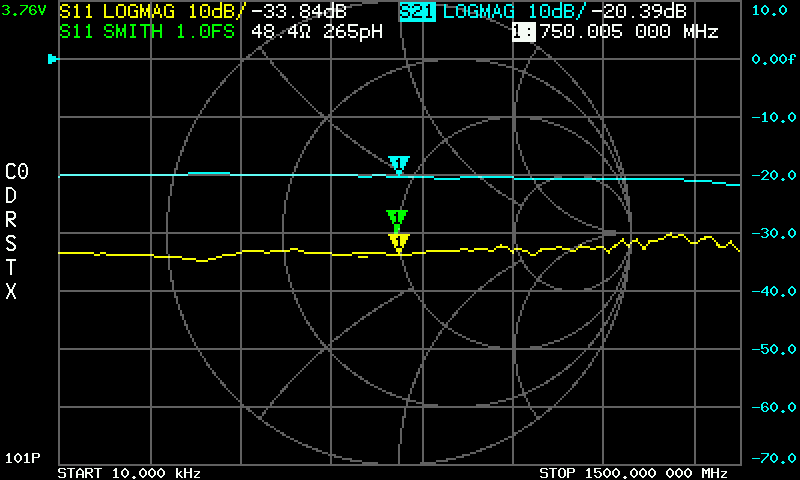 3.76V S11 LOGMAG 10dB/-33.84dB S21 LOGMAG 10dB/-20.39dB 10.0
S11 SMITH 1.0FS 48.4Ω 265pH 1: 750.005 000 MHz
0.00f
-10.0
1
C0
D
R
S
T
X
-20.0
1
-30.0
1
-40.0
-50.0
-60.0
101P
-70.0
START 10.000 kHz STOP 1500.000 000 MHz